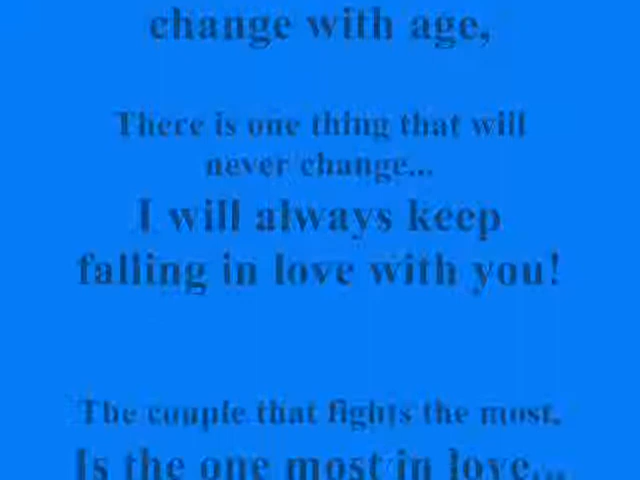 change with age,
There is one thing that will
never change...
I will always keep
falling in love with you!
The couple that fights the most,
Is the one most in love...